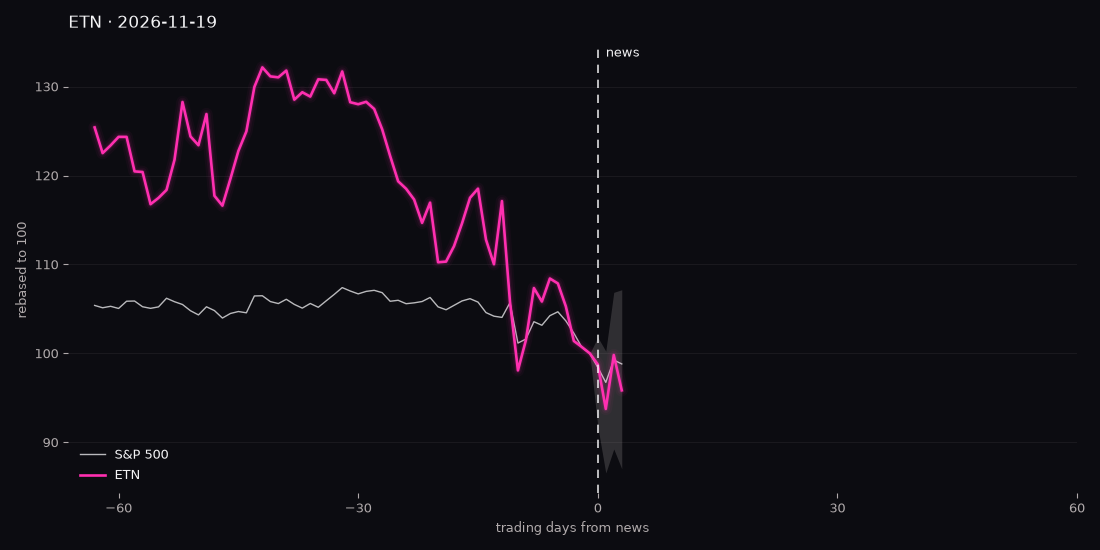 ETN · 2026-11-19
news
rebased to 100
130
120
110
100
90
S&P 500
ETN
−60
−30
0
30
60
trading days from news